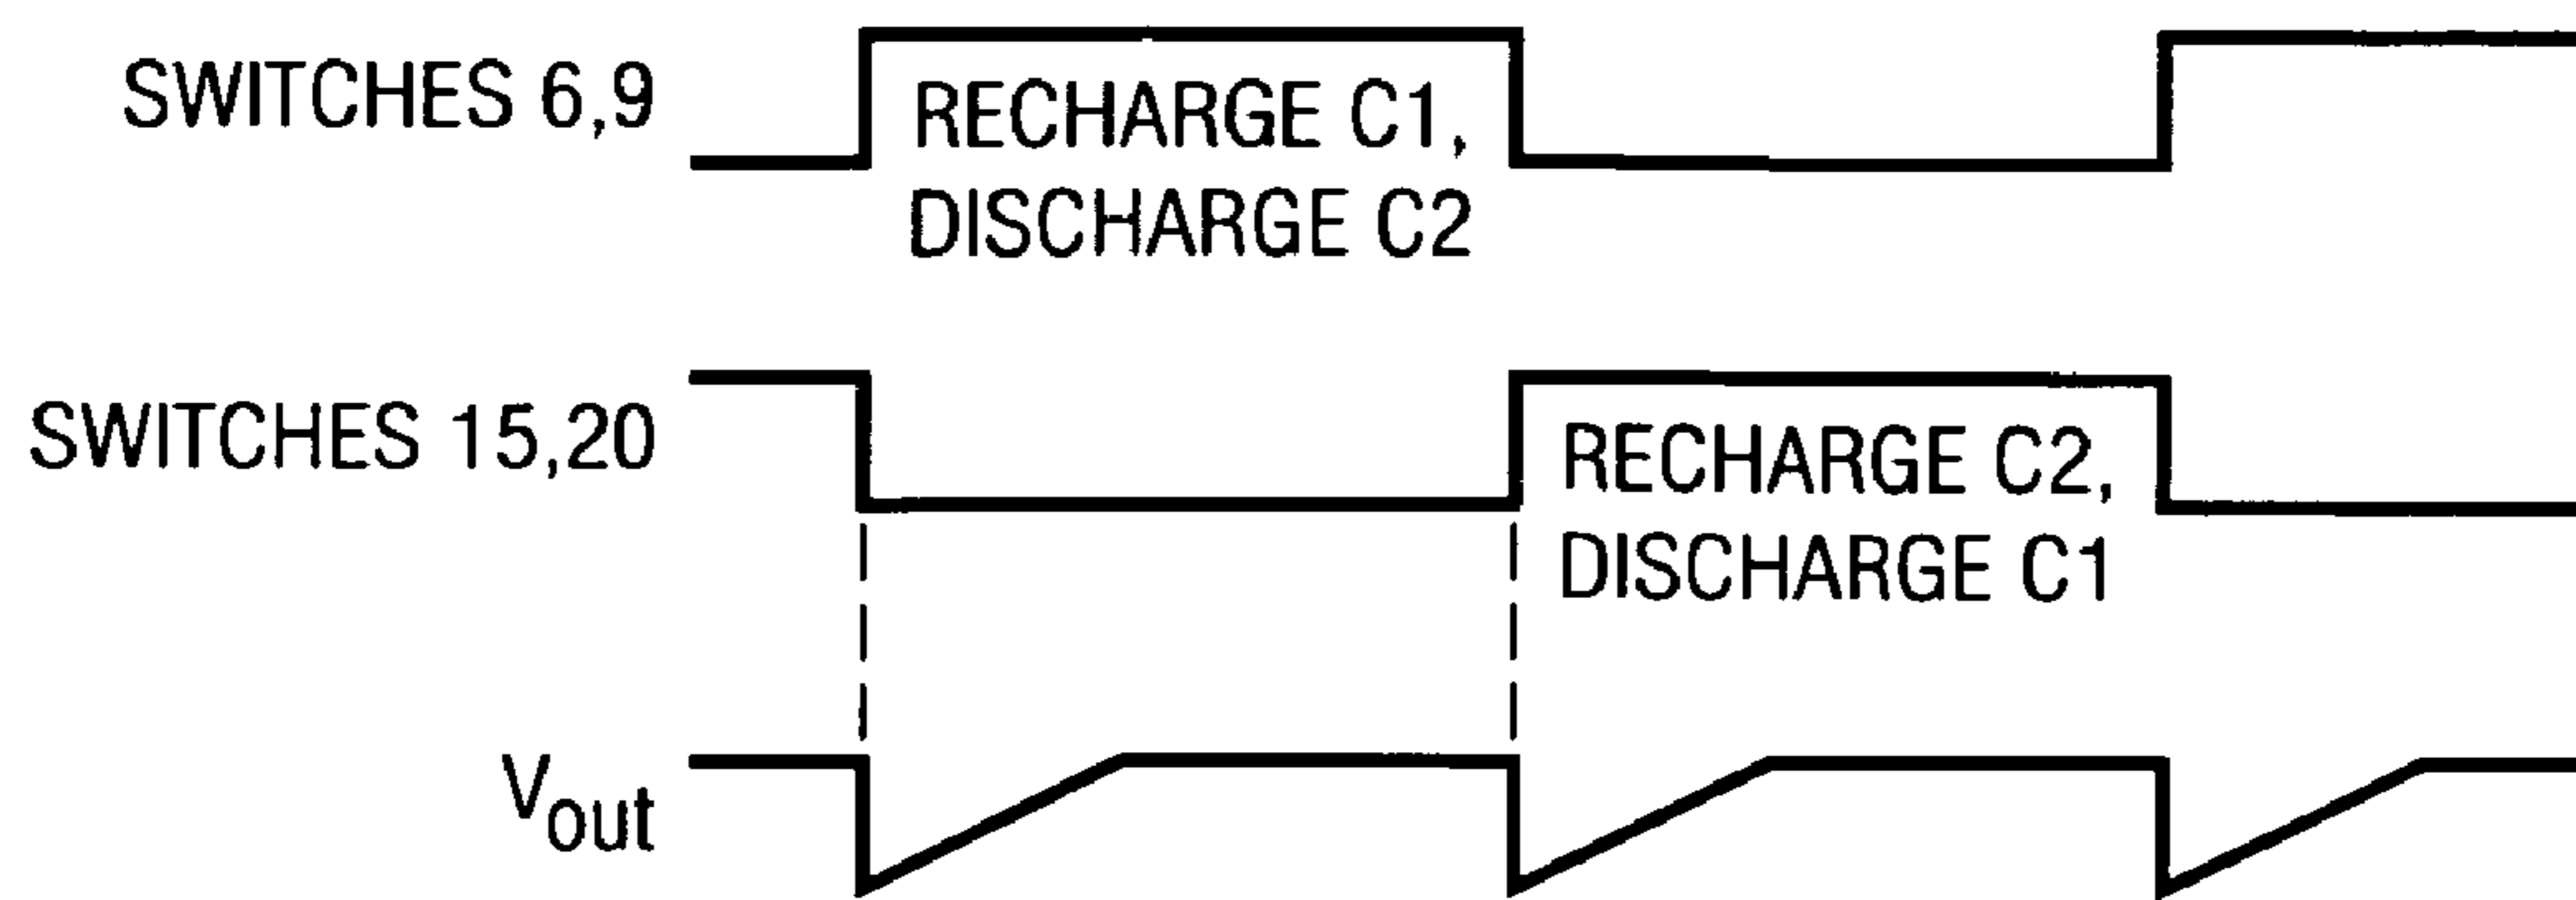 SWITCHES 6,9
RECHARGE C1,
DISCHARGE C2
SWITCHES 15,20
RECHARGE C2,
DISCHARGE C1
Vout